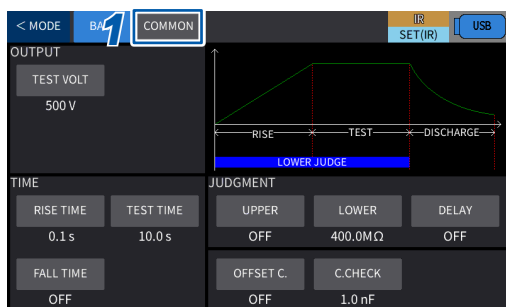 < MODE BA 1 COMMON IR SET(IR) USB
OUTPUT
TEST VOLT
500 V
RISE TEST DISCHARGE
LOWER JUDGE
TIME JUDGMENT
RISE TIME TEST TIME UPPER LOWER DELAY
0.1 s 10.0 s OFF 400.0MΩ OFF
FALL TIME OFFSET C. C.CHECK
OFF OFF 1.0 nF